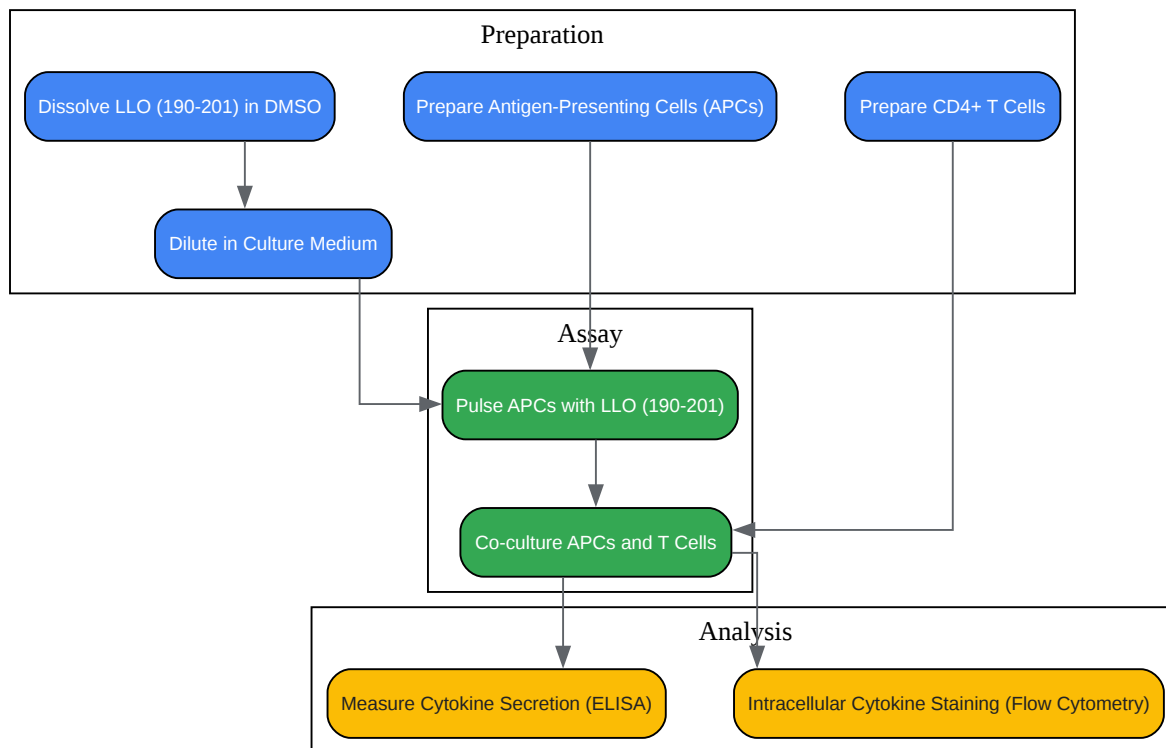 Preparation
Dissolve LLO (190-201) in DMSO
Prepare Antigen-Presenting Cells (APCs)
Prepare CD4+ T Cells
Dilute in Culture Medium
Assay
Pulse APCs with LLO (190-201)
Co-culture APCs and T Cells
Analysis
Measure Cytokine Secretion (ELISA)
Intracellular Cytokine Staining (Flow Cytometry)